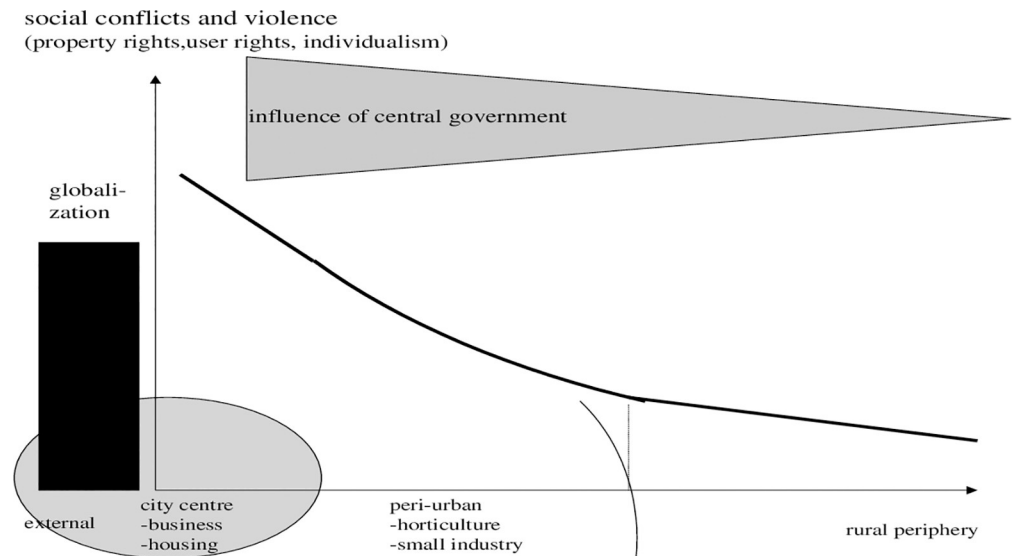 social conflicts and violence
(property rights,user rights, individualism)
influence of central government
globali-
zation
external
city centre
-business
-housing
peri-urban
-horticulture
-small industry
rural periphery